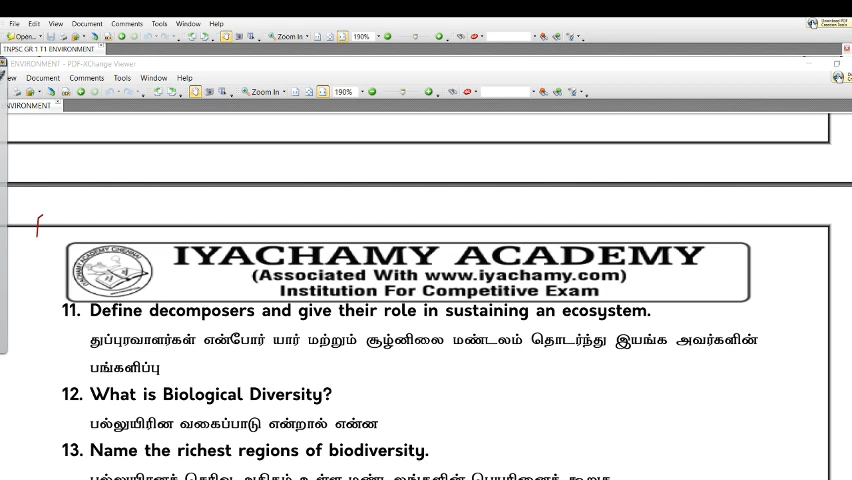 File Edit View Document Comments Tools Window Help
Open... Zoom In 190%
TNPSC GR 1 T1 ENVIRONMENT
ENVIRONMENT - PDF-XChange Viewer
ew Document Comments Tools Window Help
Zoom In 190%
NVIRONMENT
IYACHAMY ACADEMY
(Associated With www.iyachamy.com)
Institution For Competitive Exam
11. Define decomposers and give their role in sustaining an ecosystem.
துப்புரவாளர்கள் என்போர் யார் மற்றும் சூழ்னிலை மண்டலம் தொடர்ந்து இயங்க அவர்களின்
பங்களிப்பு
12. What is Biological Diversity?
பல்லுயிரின வகைப்பாடு என்றால் என்ன
13. Name the richest regions of biodiversity.